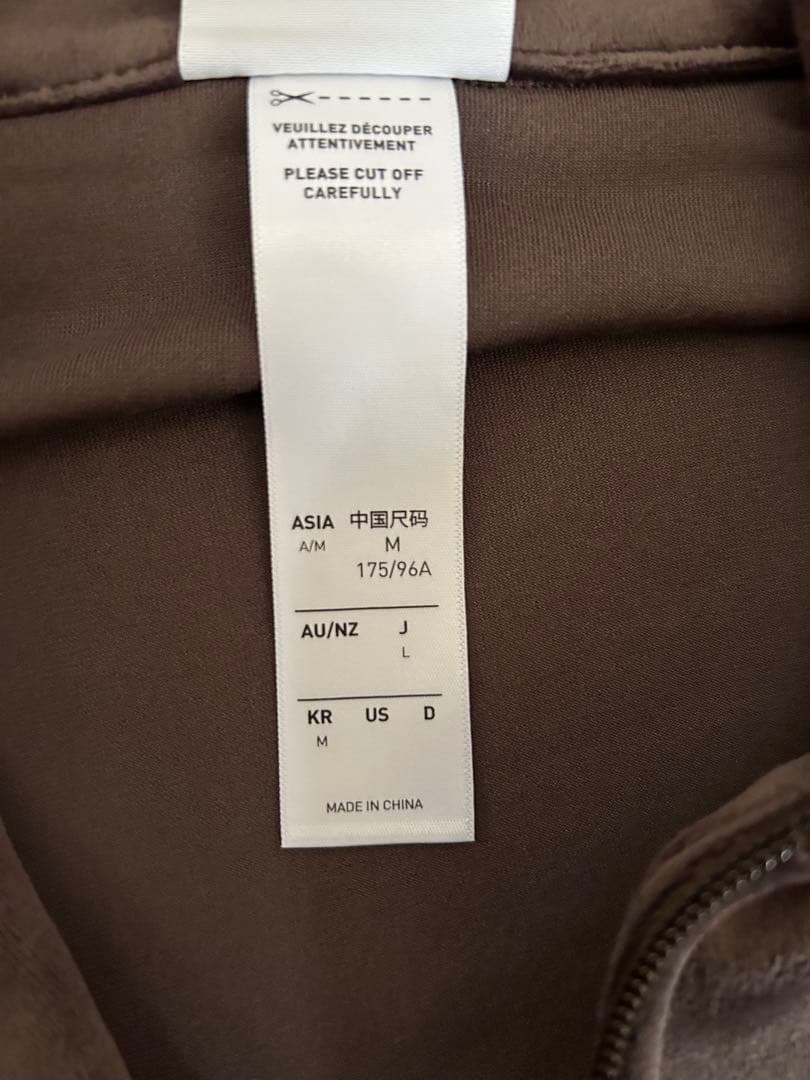 VEUILLEZ DÉCOUPER
ATTENTIVEMENT
PLEASE CUT OFF
CAREFULLY
ASIA 中国尺码
A/M M
175/96A
AU/NZ J
L
KR US D
M
MADE IN CHINA